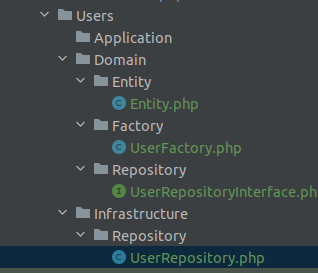 Users
Application
Domain
Entity
Entity.php
Factory
UserFactory.php
Repository
UserRepositoryInterface.ph
Infrastructure
Repository
UserRepository.php